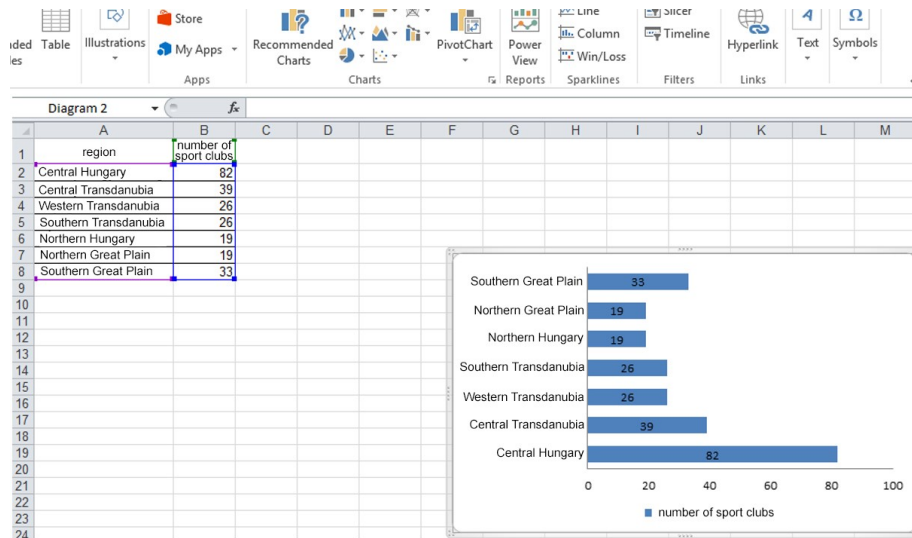 Store
Line
Slicer
ded Table Illustrations My Apps Recommended PivotChart Power Column Timeline Hyperlink Text Symbols
es Charts View Win/Loss
Apps Charts Reports Sparklines Filters Links
Diagram 2 fx
A B C D E F G H I J K L M
1 region number of
sport clubs
2 Central Hungary 82
3 Central Transdanubia 39
4 Western Transdanubia 26
5 Southern Transdanubia 26
6 Northern Hungary 19
7 Northern Great Plain 19
8 Southern Great Plain 33
9
10
11
12
13
14
15
16
17
18
19
20
21
22
23
24
Southern Great Plain 33
Northern Great Plain 19
Northern Hungary 19
Southern Transdanubia 26
Western Transdanubia 26
Central Transdanubia 39
Central Hungary 82
0 20 40 60 80 100
number of sport clubs